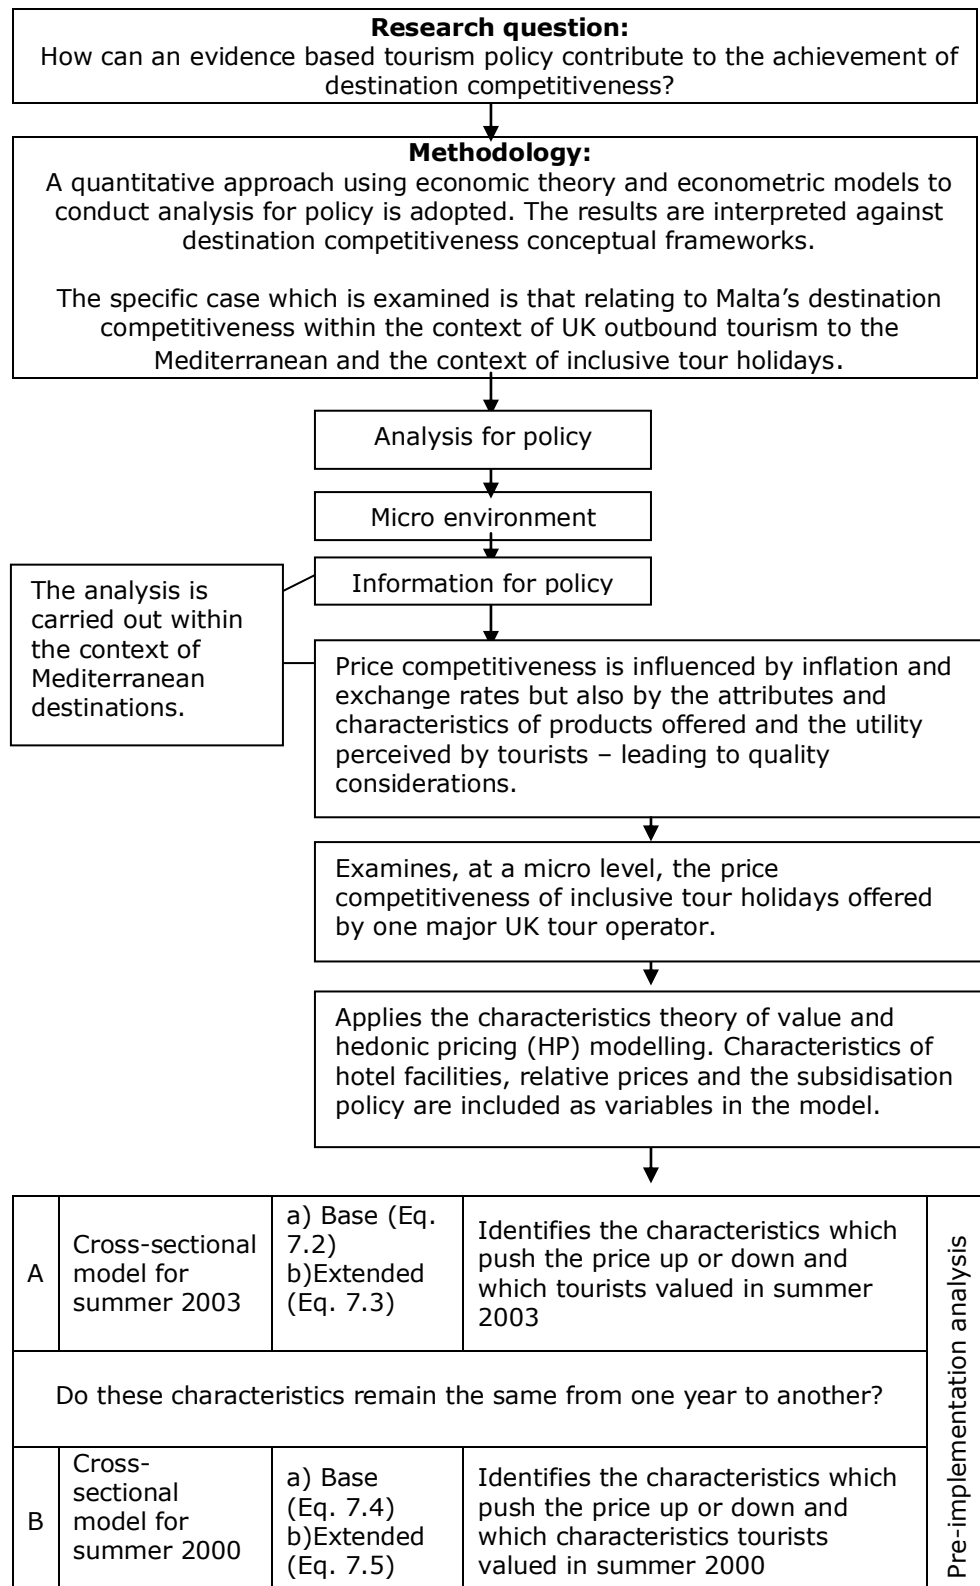 Research question:
How can an evidence based tourism policy contribute to the achievement of
destination competitiveness?
Methodology:
A quantitative approach using economic theory and econometric models to
conduct analysis for policy is adopted. The results are interpreted against
destination competitiveness conceptual frameworks.
The specific case which is examined is that relating to Malta's destination
competitiveness within the context of UK outbound tourism to the
Mediterranean and the context of inclusive tour holidays.
Analysis for policy
Micro environment
Information for policy
The analysis is
carried out within
the context of
Mediterranean
destinations.
Price competitiveness is influenced by inflation and
exchange rates but also by the attributes and
characteristics of products offered and the utility
perceived by tourists – leading to quality
considerations.
Examines, at a micro level, the price
competitiveness of inclusive tour holidays offered
by one major UK tour operator.
Applies the characteristics theory of value and
hedonic pricing (HP) modelling. Characteristics of
hotel facilities, relative prices and the subsidisation
policy are included as variables in the model.
A
Cross-sectional
model for
summer 2003
a) Base (Eq.
7.2)
b)Extended
(Eq. 7.3)
Identifies the characteristics which
push the price up or down and
which tourists valued in summer
2003
Do these characteristics remain the same from one year to another?
B
Cross-
sectional
model for
summer 2000
a) Base
(Eq. 7.4)
b)Extended
(Eq. 7.5)
Identifies the characteristics which
push the price up or down and
which characteristics tourists
valued in summer 2000
Pre-implementation analysis